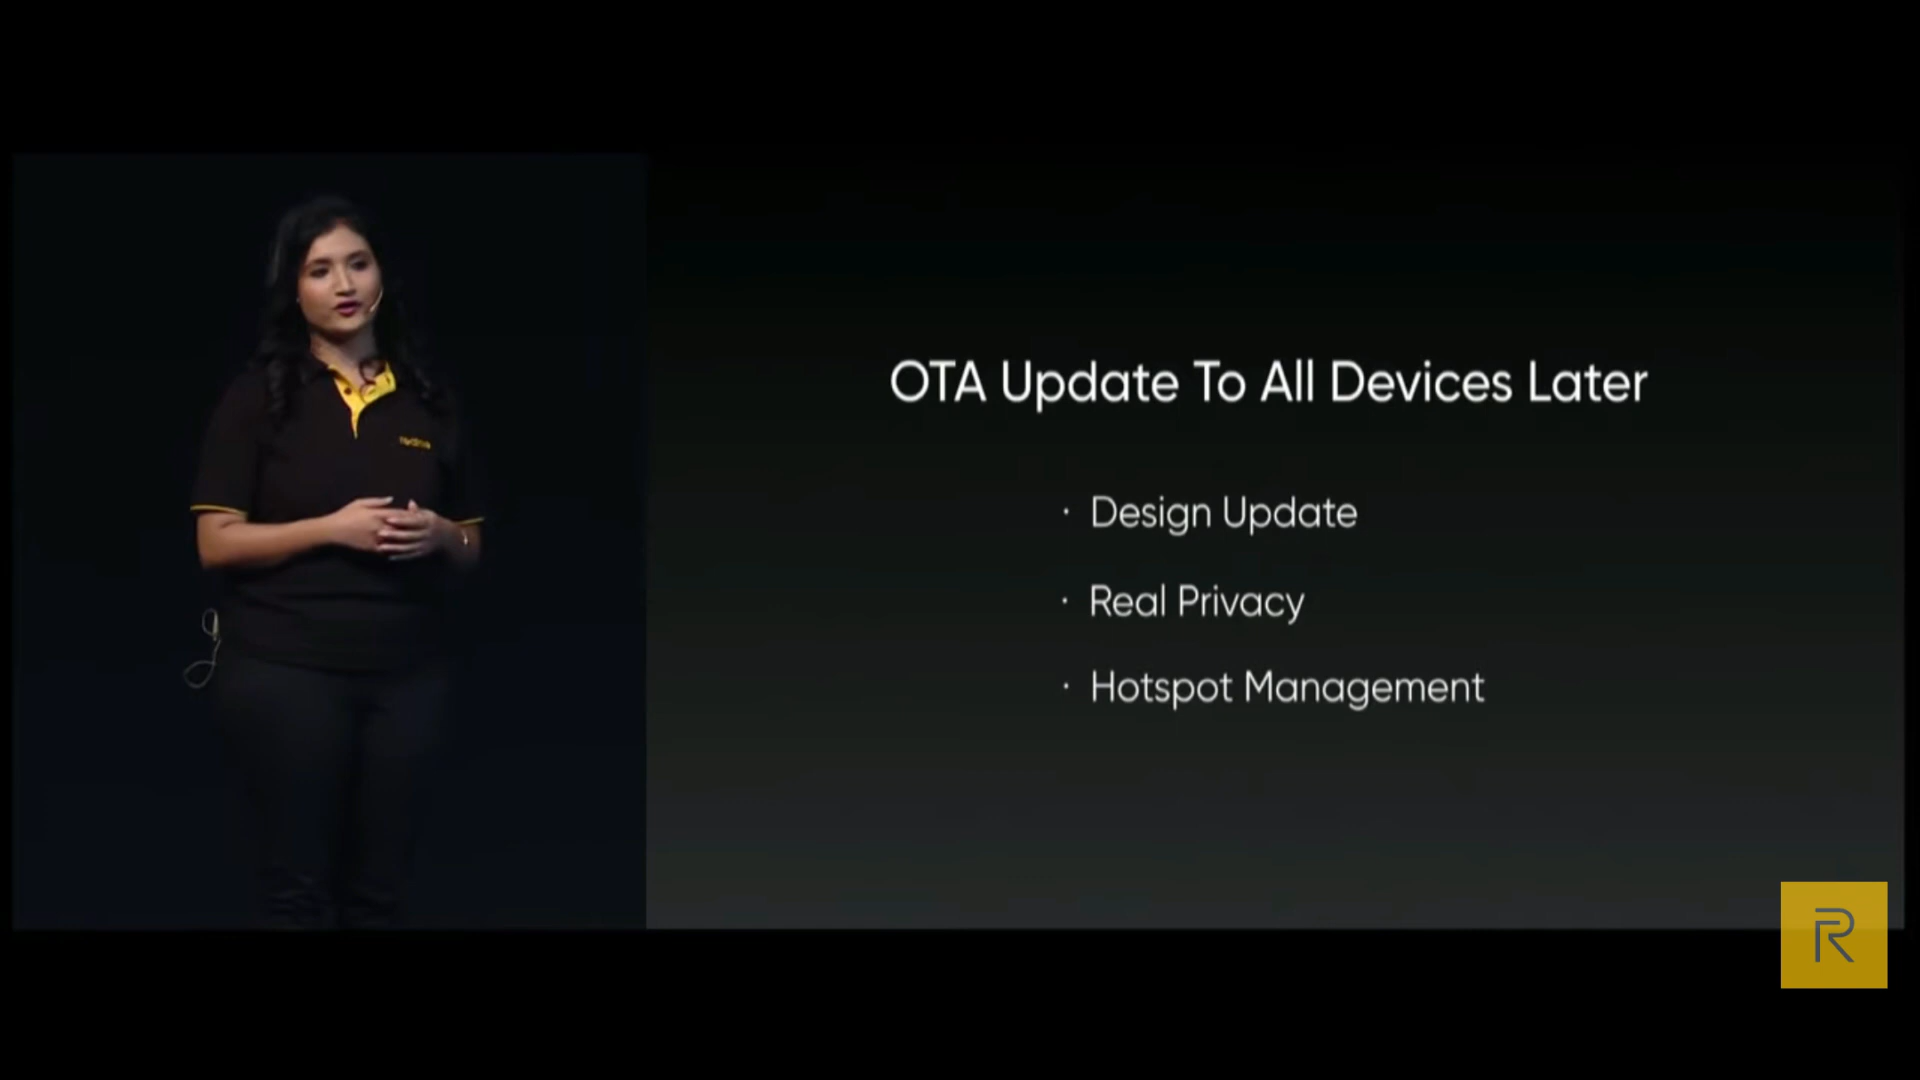 OTA Update To All Devices Later
· Design Update
· Real Privacy
· Hotspot Management
R